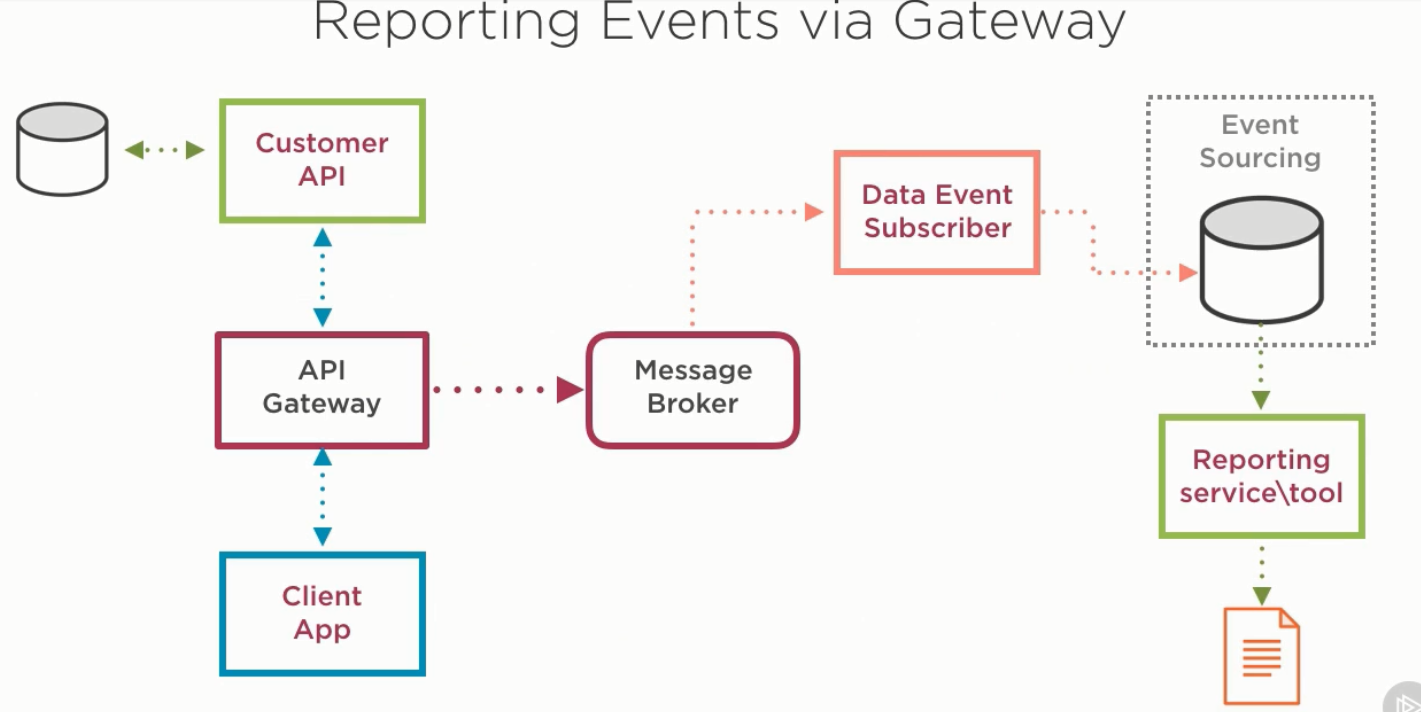 Reporting Events via Gateway
Customer
API
Event
Sourcing
Data Event
Subscriber
API
Gateway
Message
Broker
Reporting
service\tool
Client
App